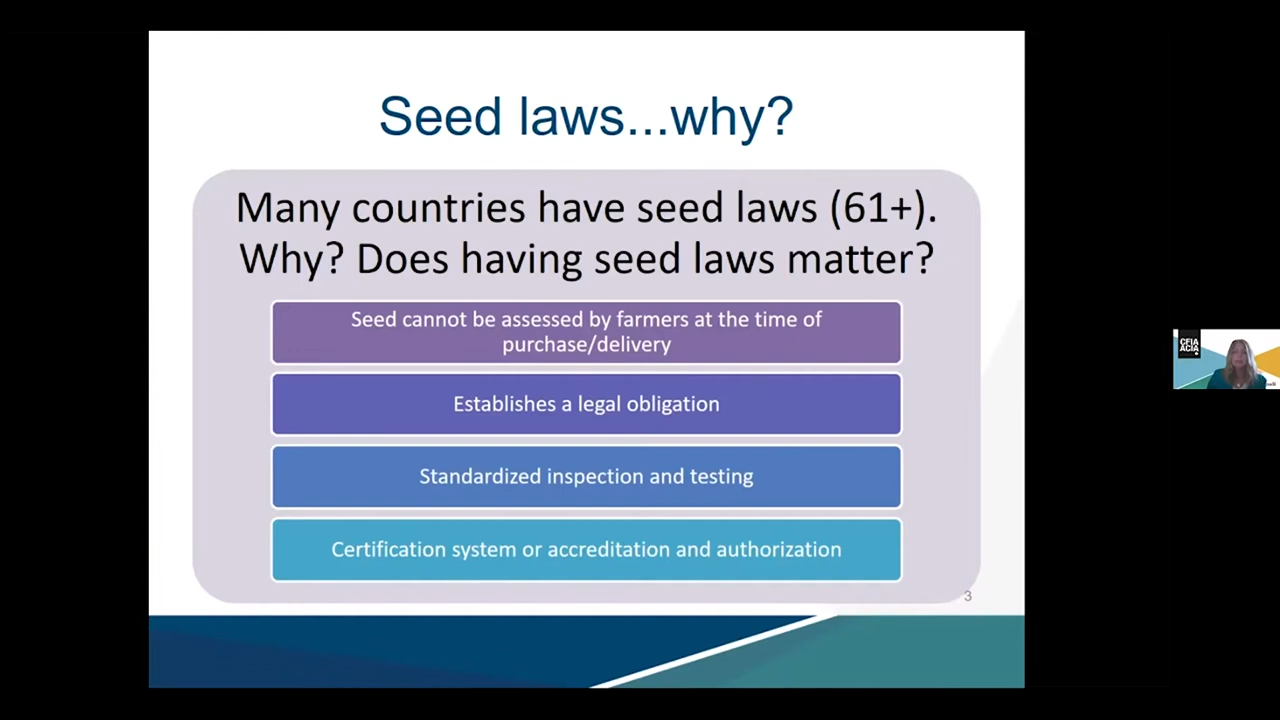 Seed laws...why?
Many countries have seed laws (61+).
Why? Does having seed laws matter?
Seed cannot be assessed by farmers at the time of
purchase/delivery
Establishes a legal obligation
Standardized inspection and testing
Certification system or accreditation and authorization
3
CFIA
ACIA